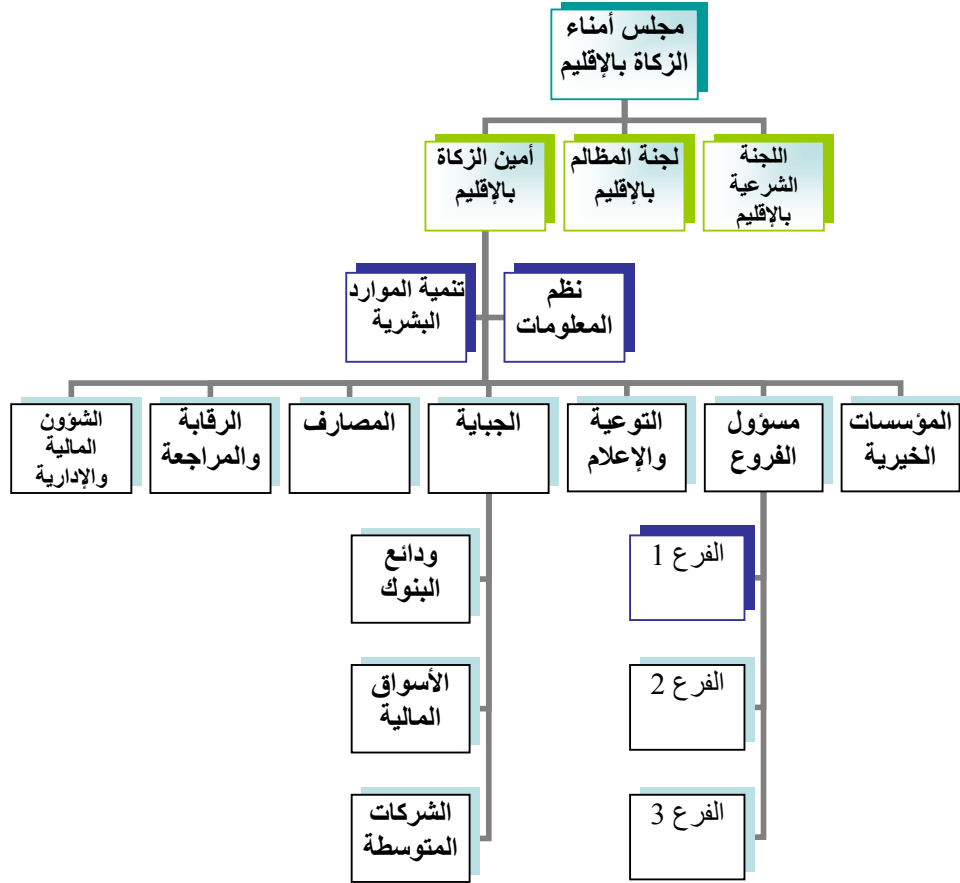 مجلس أمناء
الزكاة بالإقليم
اللجنة
الشرعية
بالإقليم
لجنة المظالم
بالإقليم
أمين الزكاة
بالإقليم
نظم
المعلومات
تنمية الموارد
البشرية
المؤسسات
الخيرية
مسؤول
الفروع
التوعية
والإعلام
الجباية
المصارف
الرقابة
والمراجعة
الشؤون
المالية
والإدارية
الفرع 1
الفرع 2
الفرع 3
ودائع
البنوك
الأسواق
المالية
الشركات
المتوسطة